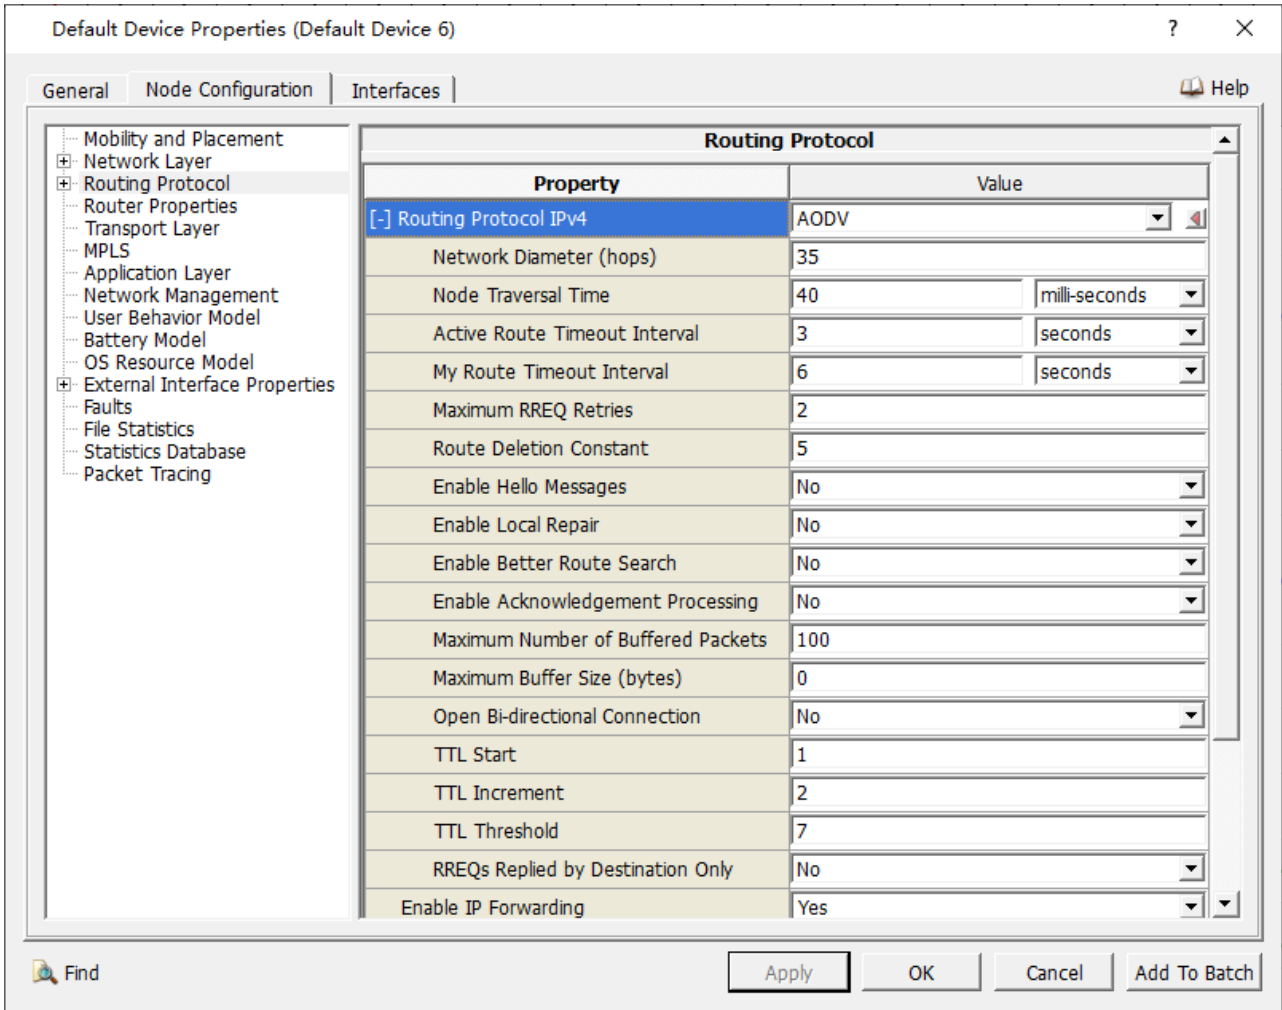 Default Device Properties (Default Device 6)
?
General
Node Configuration
Interfaces
Help
Mobility and Placement
Network Layer
Routing Protocol
Router Properties
Transport Layer
MPLS
Application Layer
Network Management
User Behavior Model
Battery Model
OS Resource Model
External Interface Properties
Faults
File Statistics
Statistics Database
Packet Tracing
Routing Protocol
Property Value
[-] Routing Protocol IPv4 AODV
Network Diameter (hops) 35
Node Traversal Time 40 milli-seconds
Active Route Timeout Interval 3 seconds
My Route Timeout Interval 6 seconds
Maximum RREQ Retries 2
Route Deletion Constant 5
Enable Hello Messages No
Enable Local Repair No
Enable Better Route Search No
Enable Acknowledgement Processing No
Maximum Number of Buffered Packets 100
Maximum Buffer Size (bytes) 0
Open Bi-directional Connection No
TTL Start 1
TTL Increment 2
TTL Threshold 7
RREQs Replied by Destination Only No
Enable IP Forwarding Yes
Find
Apply
OK
Cancel
Add To Batch